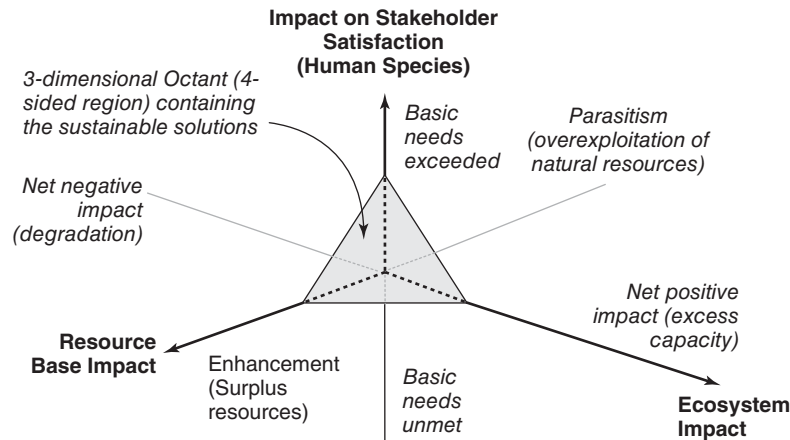 Impact on Stakeholder
Satisfaction
(Human Species)
3-dimensional Octant (4-
sided region) containing
the sustainable solutions
Basic
needs
exceeded
Parasitism
(overexploitation of
natural resources)
Net negative
impact
(degradation)
Net positive
impact (excess
capacity)
Resource
Base Impact
Enhancement
(Surplus
resources)
Basic
needs
unmet
Ecosystem
Impact